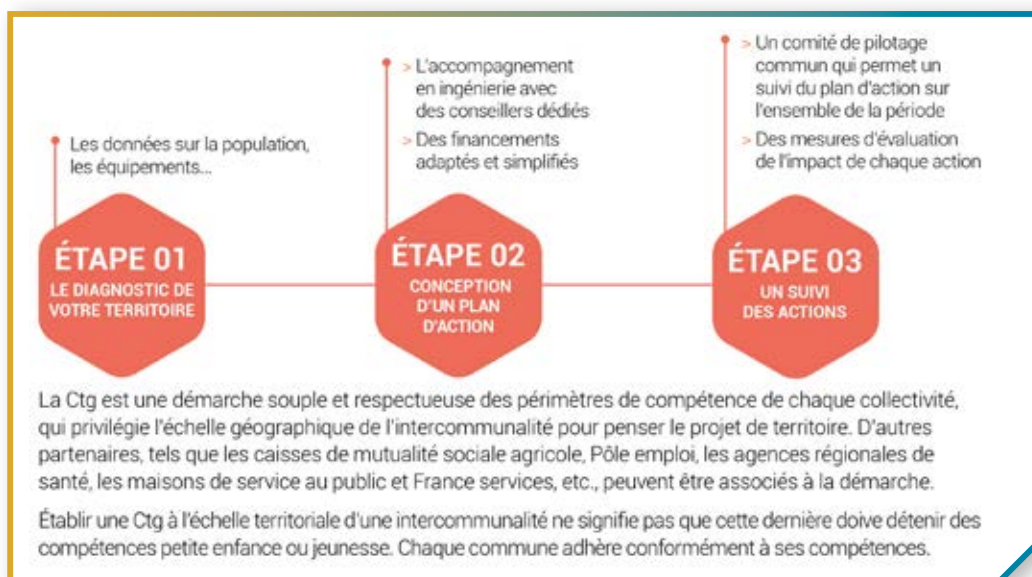 Les données sur la population,
les équipements...
ÉTAPE 01
LE DIAGNOSTIC DE
VOTRE TERRITOIRE
> L'accompagnement
en ingénierie avec
des conseillers dédiés
> Des financements
adaptés et simplifiés
ÉTAPE 02
CONCEPTION
D'UN PLAN
D'ACTION
> Un comité de pilotage
commun qui permet un
suivi du plan d'action sur
l'ensemble de la période
> Des mesures d'évaluation
de l'impact de chaque action
ÉTAPE 03
UN SUIVI
DES ACTIONS
La Ctg est une démarche souple et respectueuse des périmètres de compétence de chaque collectivité,
qui privilégie l'échelle géographique de l'intercommunalité pour penser le projet de territoire. D'autres
partenaires, tels que les caisses de mutualité sociale agricole, Pôle emploi, les agences régionales de
santé, les maisons de service au public et France services, etc., peuvent être associés à la démarche.
Établir une Ctg à l'échelle territoriale d'une intercommunalité ne signifie pas que cette dernière doive détenir des
compétences petite enfance ou jeunesse. Chaque commune adhère conformément à ses compétences.